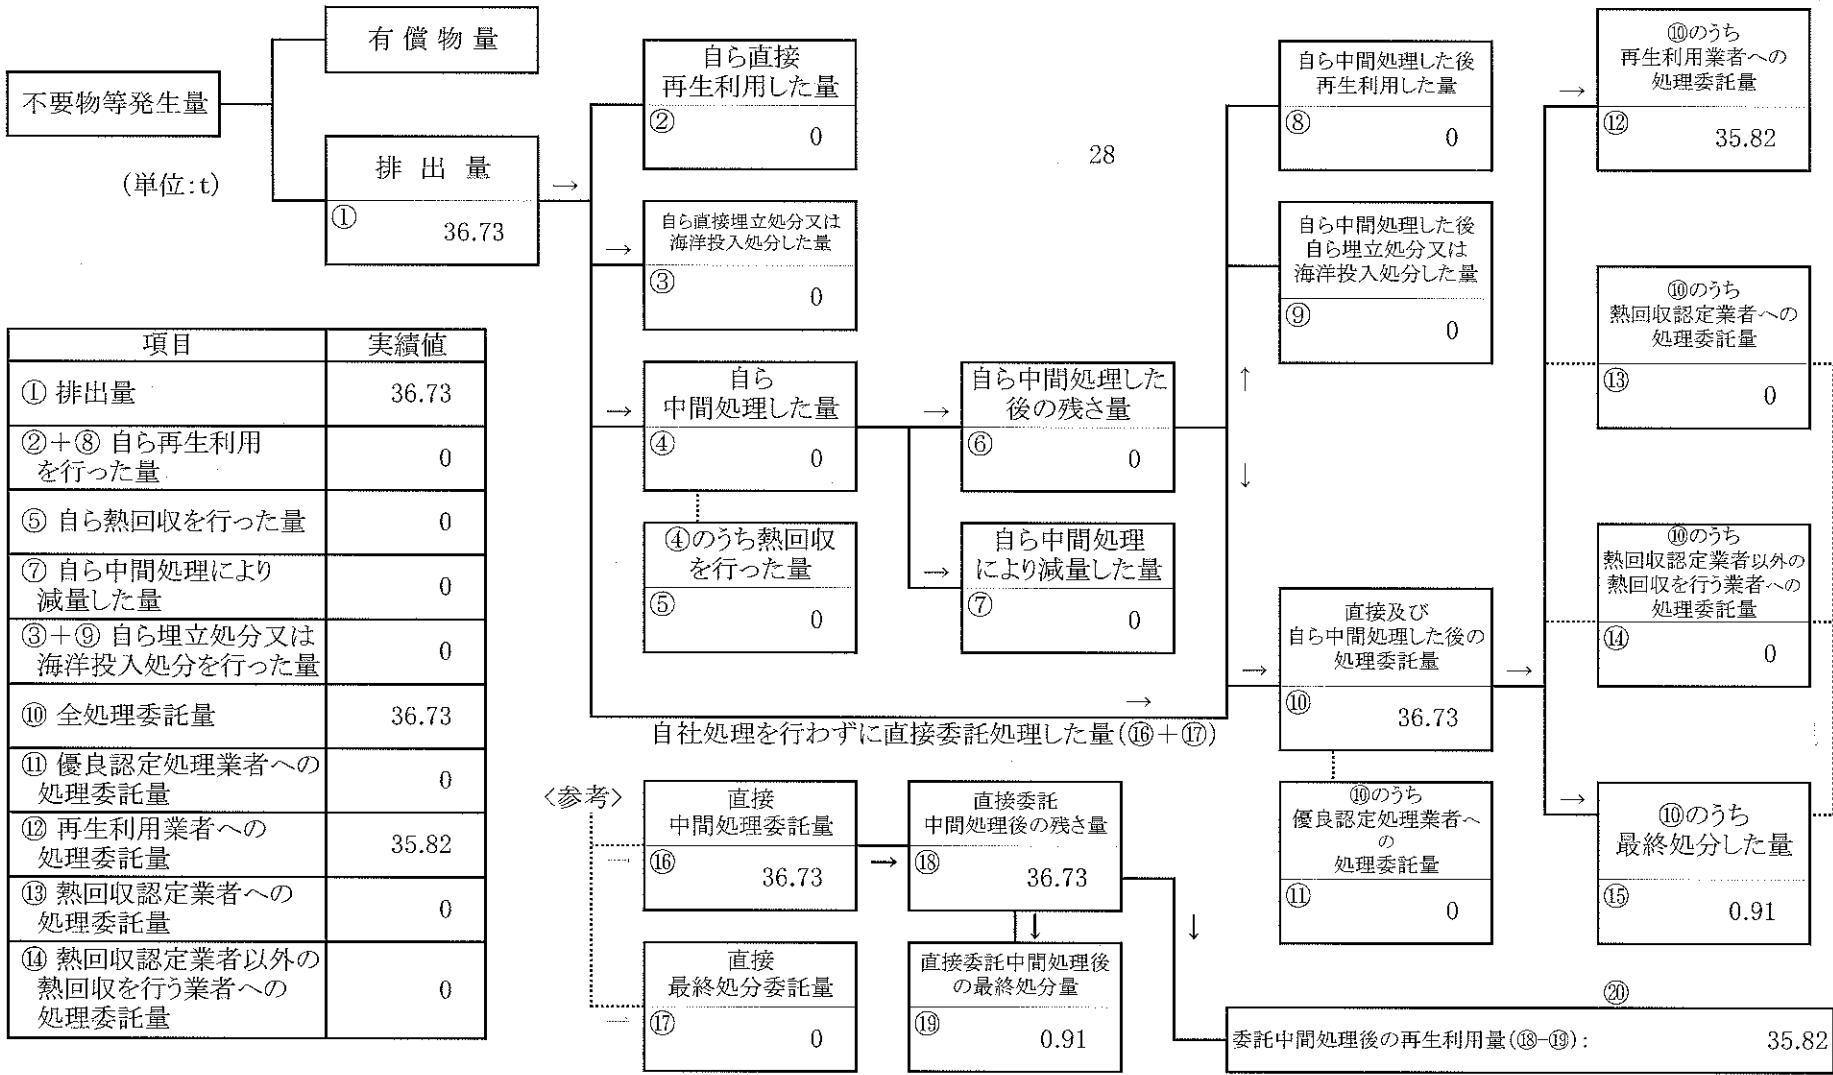 有償物量
不要物等発生量
(単位:t)
排出量
①
36.73
→
自ら直接
再生利用した量
②
0
→
自ら直接埋立処分又は
海洋投入処分した量
③
0
→
自ら
中間処理した量
④
0
④のうち熱回収
を行った量
⑤
0
→
自ら中間処理した
後の残さ量
⑥
0
→
自ら中間処理
により減量した量
⑦
0
28
自ら中間処理した後
再生利用した量
⑧
0
自ら中間処理した後
自ら埋立処分又は
海洋投入処分した量
⑨
0
↑
↓
→
自社処理を行わずに直接委託処理した量(⑯+⑰)
→
直接及び
自ら中間処理した後の
処理委託量
⑩
36.73
⑩のうち
優良認定処理業者へ
の
処理委託量
⑪
0
→
→
⑩のうち
再生利用業者への
処理委託量
⑫
35.82
⑩のうち
熱回収認定業者への
処理委託量
⑬
0
⑩のうち
熱回収認定業者以外の
熱回収を行う業者への
処理委託量
⑭
0
→
⑩のうち
最終処分した量
⑮
0.91
項目 実績値
① 排出量 36.73
②+⑧ 自ら再生利用
を行った量 0
⑤ 自ら熱回収を行った量 0
⑦ 自ら中間処理により
減量した量 0
③+⑨ 自ら埋立処分又は
海洋投入処分を行った量 0
⑩ 全処理委託量 36.73
⑪ 優良認定処理業者への
処理委託量 0
⑫ 再生利用業者への
処理委託量 35.82
⑬ 熱回収認定業者への
処理委託量 0
⑭ 熱回収認定業者以外の
熱回収を行う業者への
処理委託量 0
〈参考〉
→
直接
中間処理委託量
⑯
36.73
→
直接委託
中間処理後の残さ量
⑱
36.73
↓
↓
→
直接
最終処分委託量
⑰
0
直接委託中間処理後
の最終処分量
⑲
0.91
⑳
委託中間処理後の再生利用量(⑱-⑲): 35.82